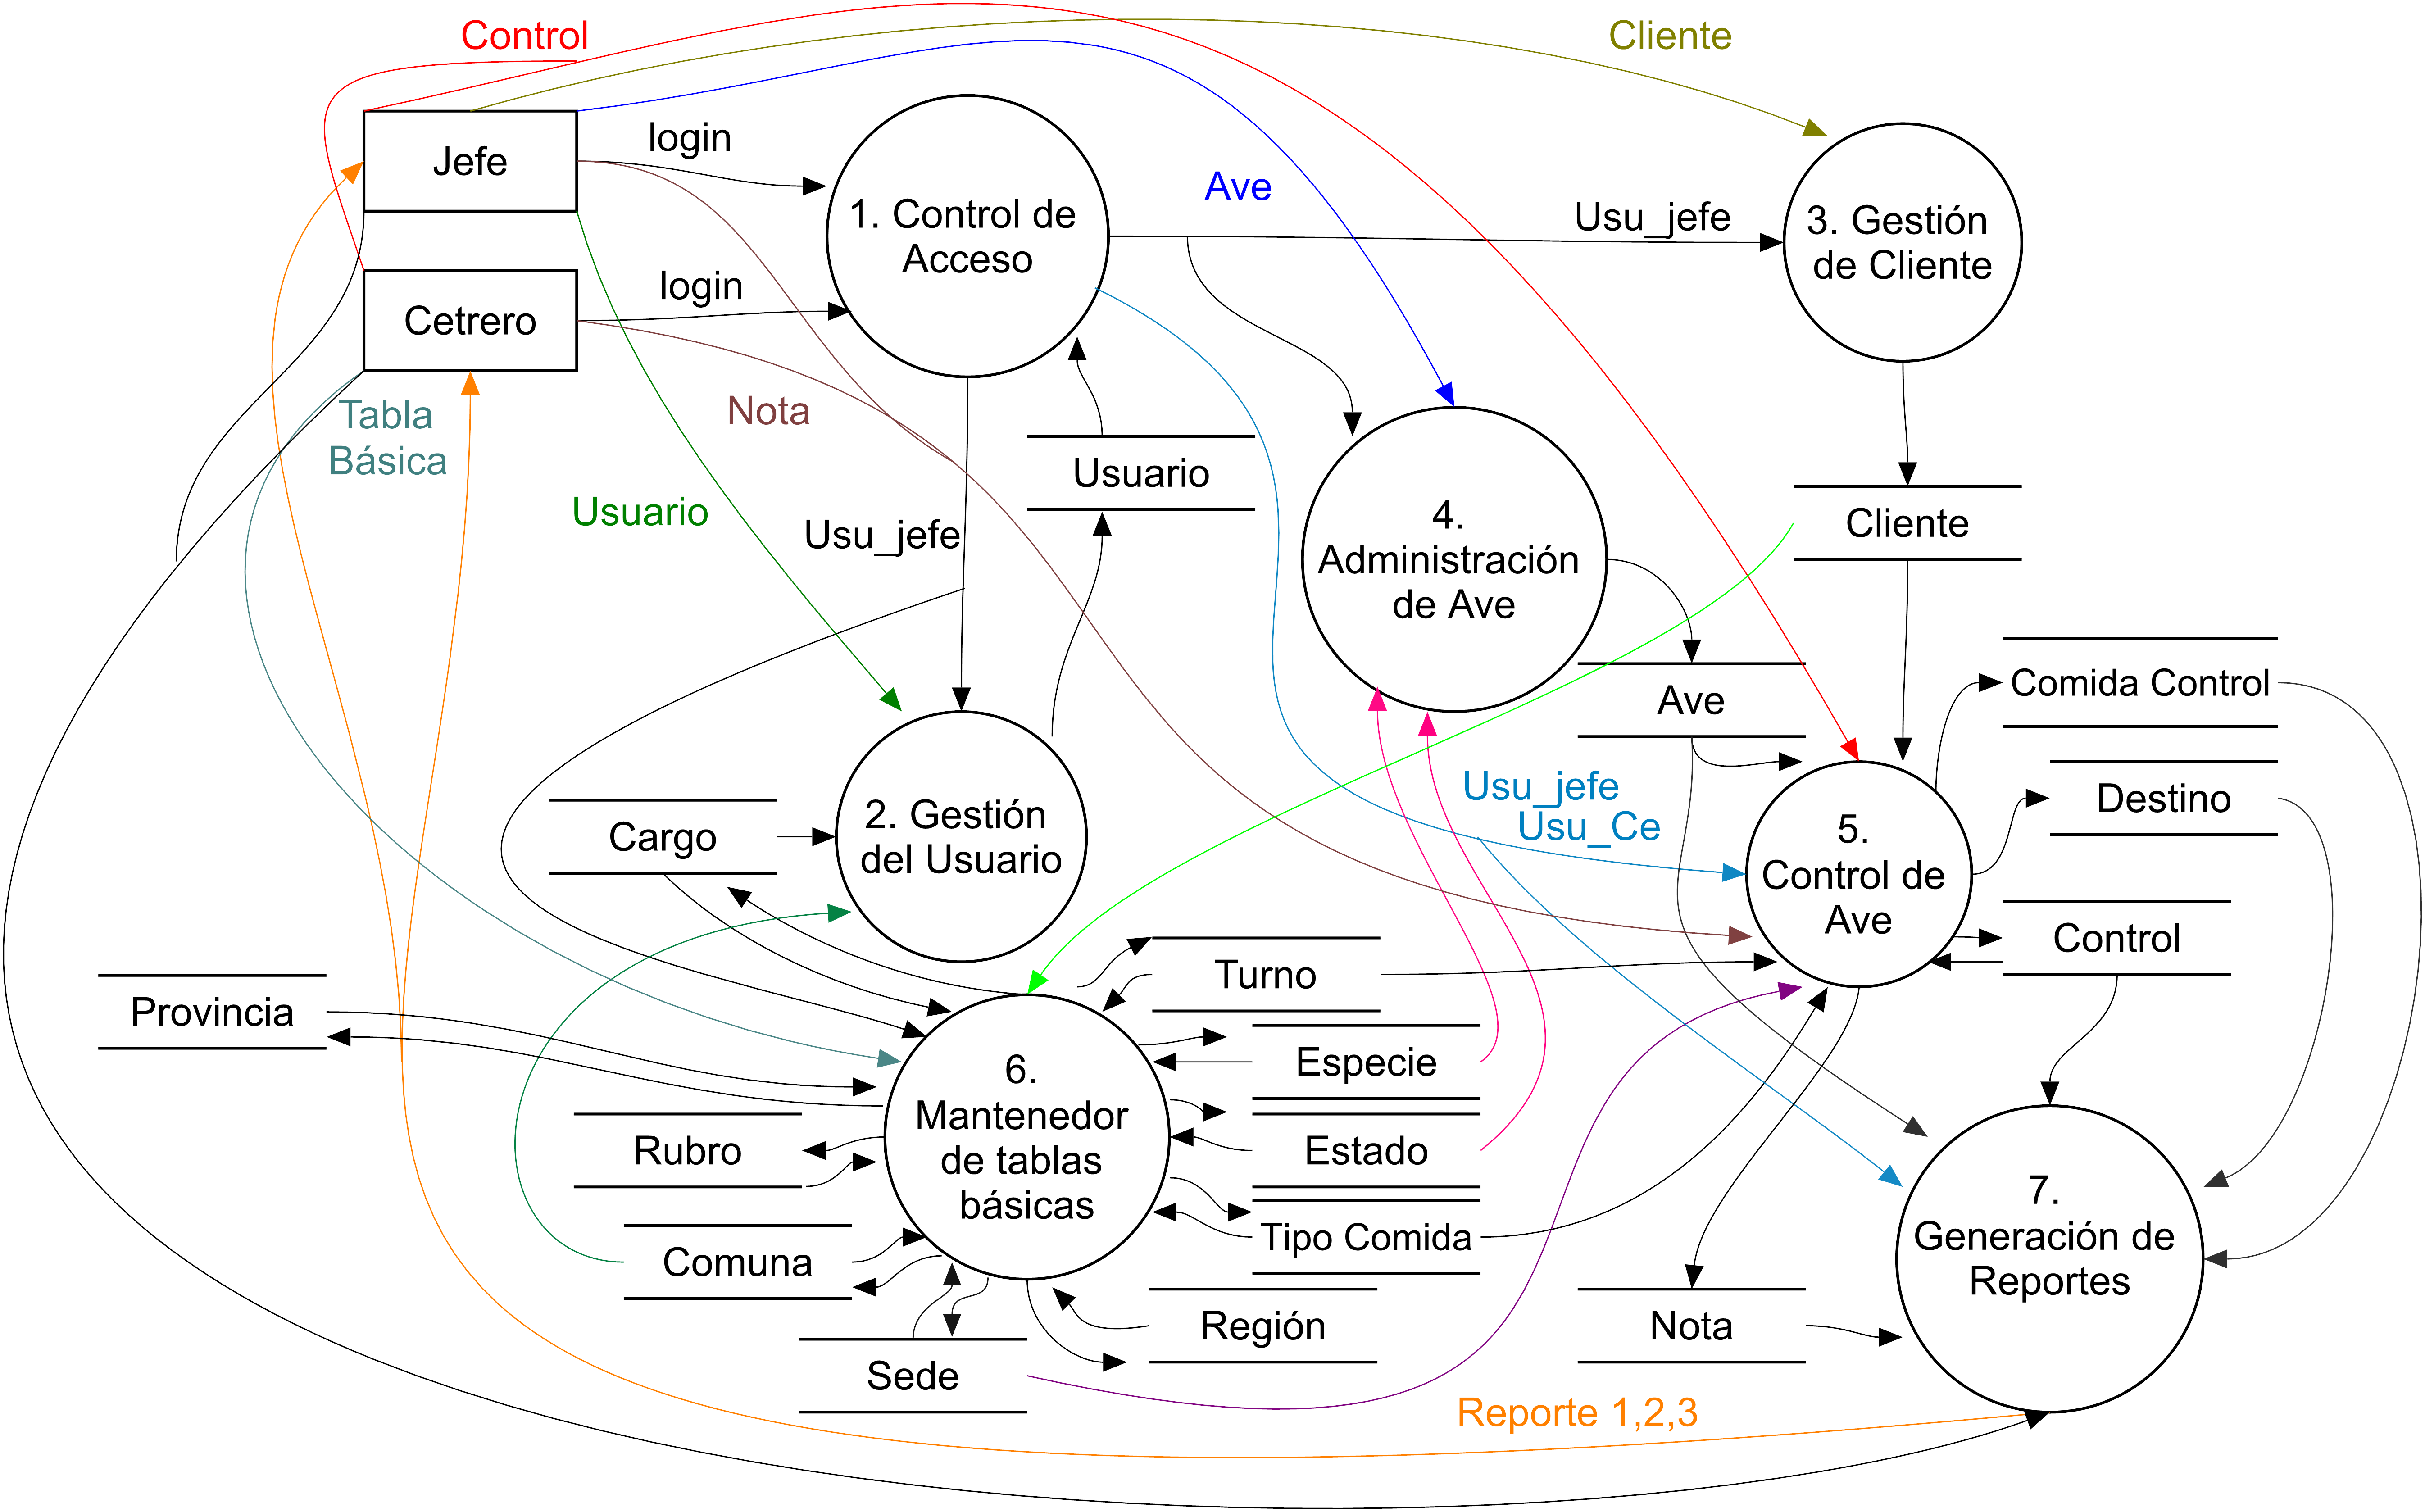 Control
Cliente
Jefe
login
1. Control de
Acceso
Ave
Usu_jefe
3. Gestión
de Cliente
Cetrero
login
Tabla
Básica
Nota
Usuario
Usuario
Usu_jefe
4.
Administración
de Ave
Cliente
Ave
Comida Control
Destino
Usu_jefe
Usu_Ce
5.
Control de
Ave
Control
Cargo
2. Gestión
del Usuario
Turno
Provincia
Especie
6.
Mantenedor
de tablas
básicas
Rubro
Estado
Tipo Comida
Comuna
Región
Sede
Nota
7.
Generación de
Reportes
Reporte 1,2,3